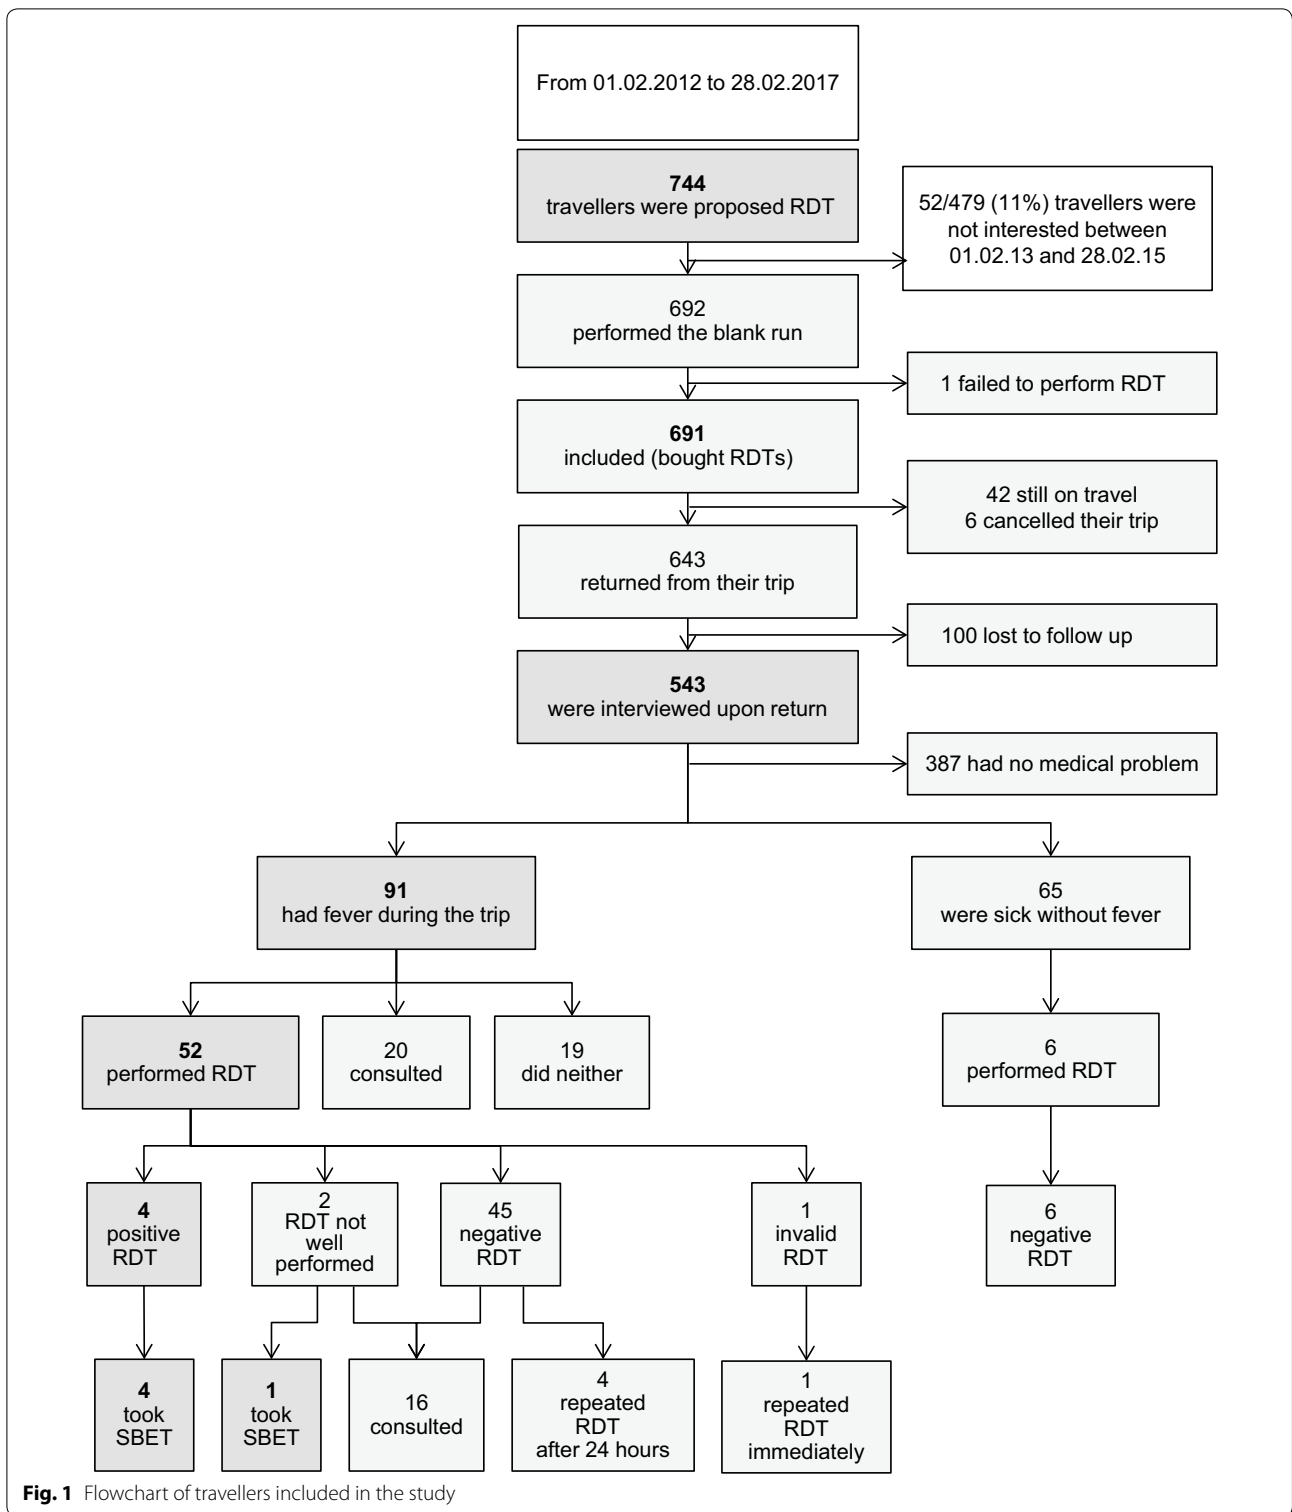 From 01.02.2012 to 28.02.2017
744
travellers were proposed RDT
52/479 (11%) travellers were
not interested between
01.02.13 and 28.02.15
692
performed the blank run
1 failed to perform RDT
691
included (bought RDTs)
42 still on travel
6 cancelled their trip
643
returned from their trip
100 lost to follow up
543
were interviewed upon return
387 had no medical problem
91
had fever during the trip
65
were sick without fever
52
performed RDT
20
consulted
19
did neither
6
performed RDT
4
positive
RDT
2
RDT not
well
performed
45
negative
RDT
1
invalid
RDT
6
negative
RDT
4
took
SBET
1
took
SBET
16
consulted
4
repeated
RDT
after 24 hours
1
repeated
RDT
immediately
Fig. 1 Flowchart of travellers included in the study